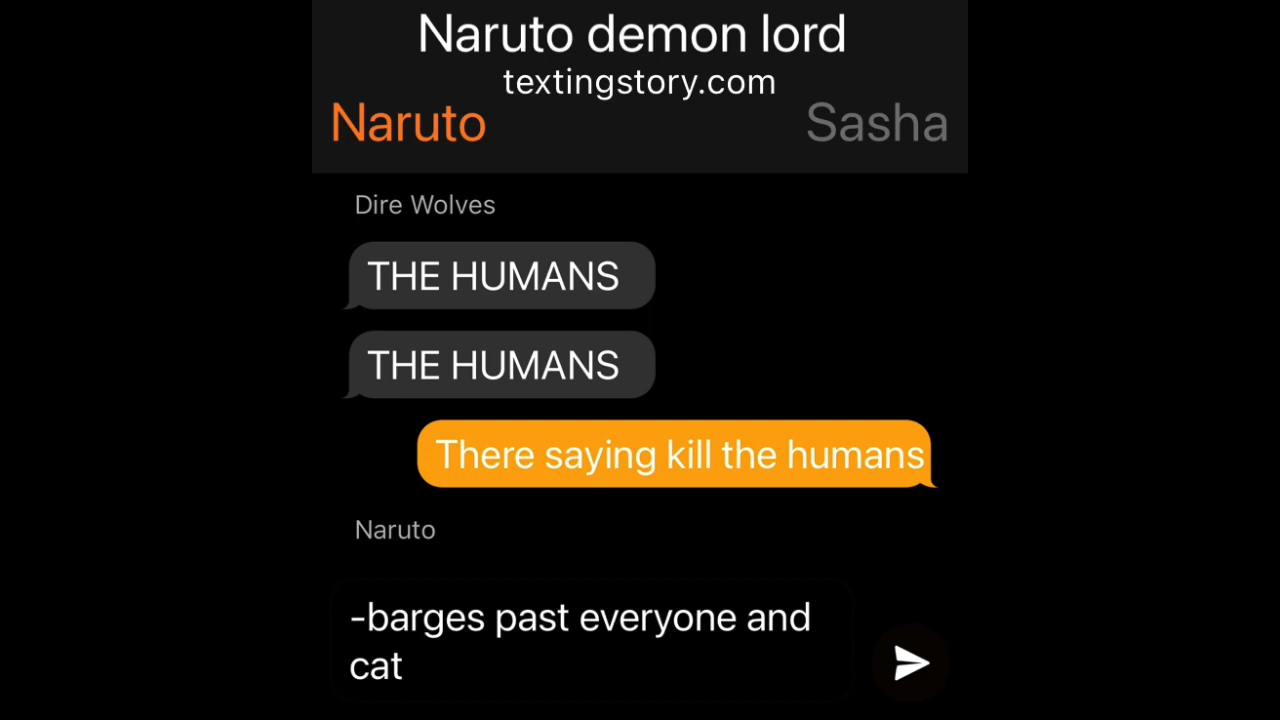 Naruto demon lord
textingstory.com
Naruto Sasha
Dire Wolves
THE HUMANS
THE HUMANS
There saying kill the humans
Naruto
-barges past everyone and
cat